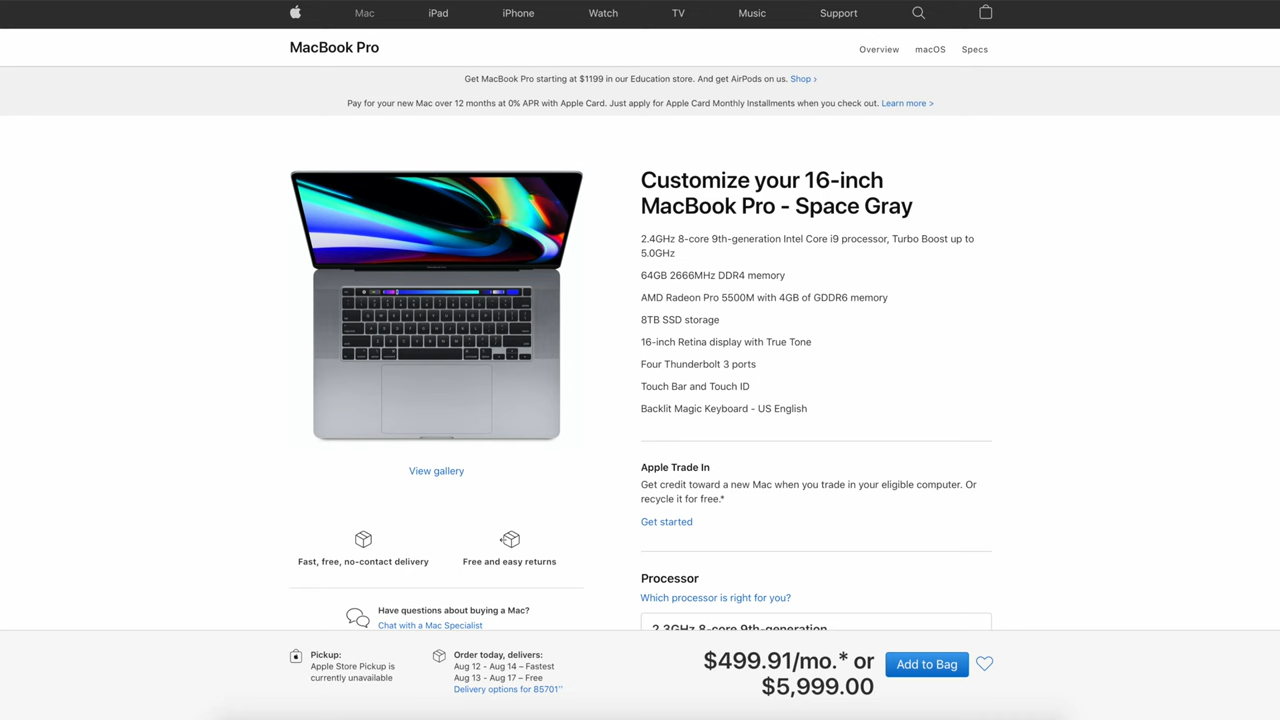 Mac
iPad
iPhone
Watch
TV
Music
Support
MacBook Pro
Overview
macOS
Specs
Get MacBook Pro starting at $1199 in our Education store. And get AirPods on us. Shop >
Pay for your new Mac over 12 months at 0% APR with Apple Card. Just apply for Apple Card Monthly Installments when you check out. Learn more >
Customize your 16-inch
MacBook Pro - Space Gray
2.4GHz 8-core 9th-generation Intel Core i9 processor, Turbo Boost up to
5.0GHz
64GB 2666MHz DDR4 memory
AMD Radeon Pro 5500M with 4GB of GDDR6 memory
8TB SSD storage
16-inch Retina display with True Tone
Four Thunderbolt 3 ports
Touch Bar and Touch ID
Backlit Magic Keyboard - US English
View gallery
Apple Trade In
Get credit toward a new Mac when you trade in your eligible computer. Or
recycle it for free.*
Get started
Fast, free, no-contact delivery
Free and easy returns
Processor
Which processor is right for you?
2.3GHz 8-core 9th-generation
Have questions about buying a Mac?
Chat with a Mac Specialist
Pickup:
Apple Store Pickup is
currently unavailable
Order today, delivers:
Aug 12 - Aug 14 – Fastest
Aug 13 - Aug 17 – Free
Delivery options for 85701**
$499.91/mo.* or
$5,999.00
Add to Bag